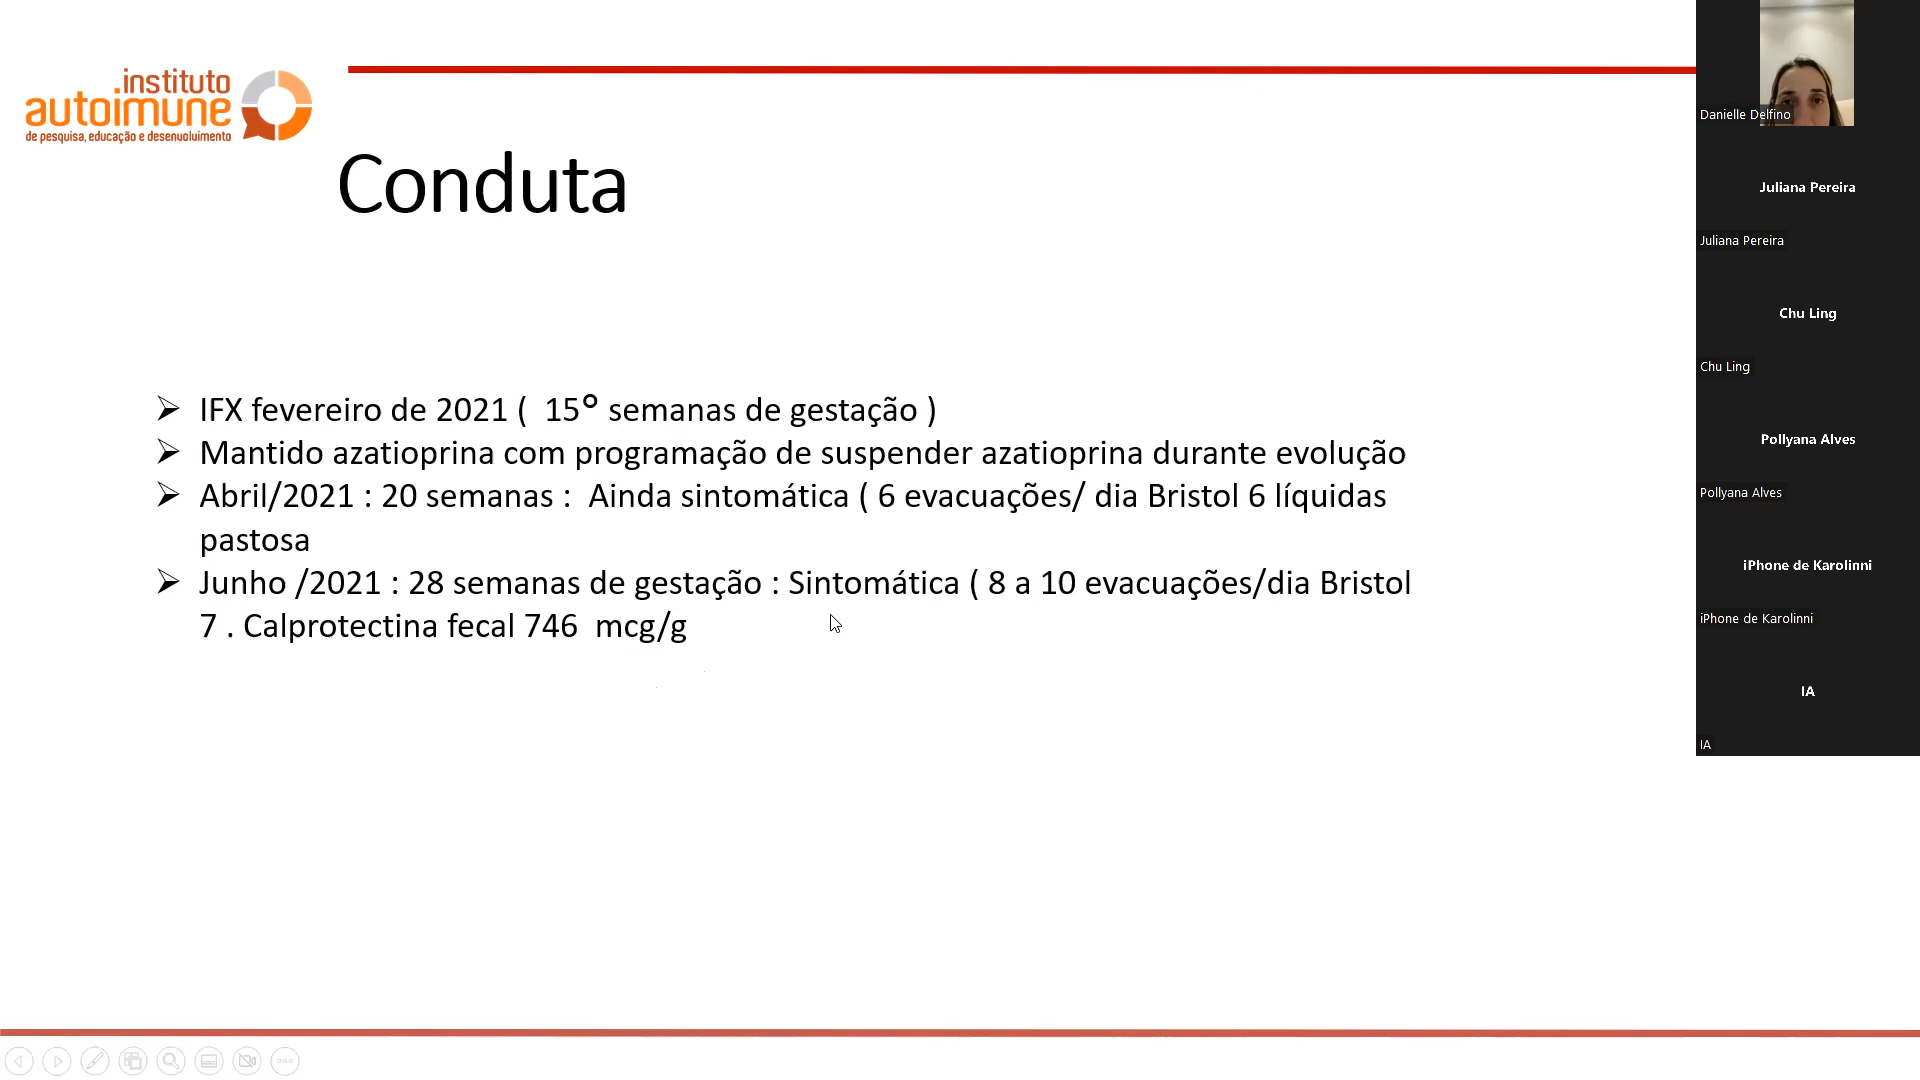 instituto
autoimune
de pesquisa, educação e desenvolvimento
Conduta
IFX fevereiro de 2021 ( 15° semanas de gestação )
Mantido azatioprina com programação de suspender azatioprina durante evolução
Abril/2021 : 20 semanas : Ainda sintomática ( 6 evacuações/ dia Bristol 6 líquidas
pastosa
Junho /2021 : 28 semanas de gestação : Sintomática ( 8 a 10 evacuações/dia Bristol
7 . Calprotectina fecal 746 mcg/g
Danielle Delfino
Juliana Pereira
Juliana Pereira
Chu Ling
Chu Ling
Pollyana Alves
Pollyana Alves
iPhone de Karolinni
iPhone de Karolinni
IA
IA